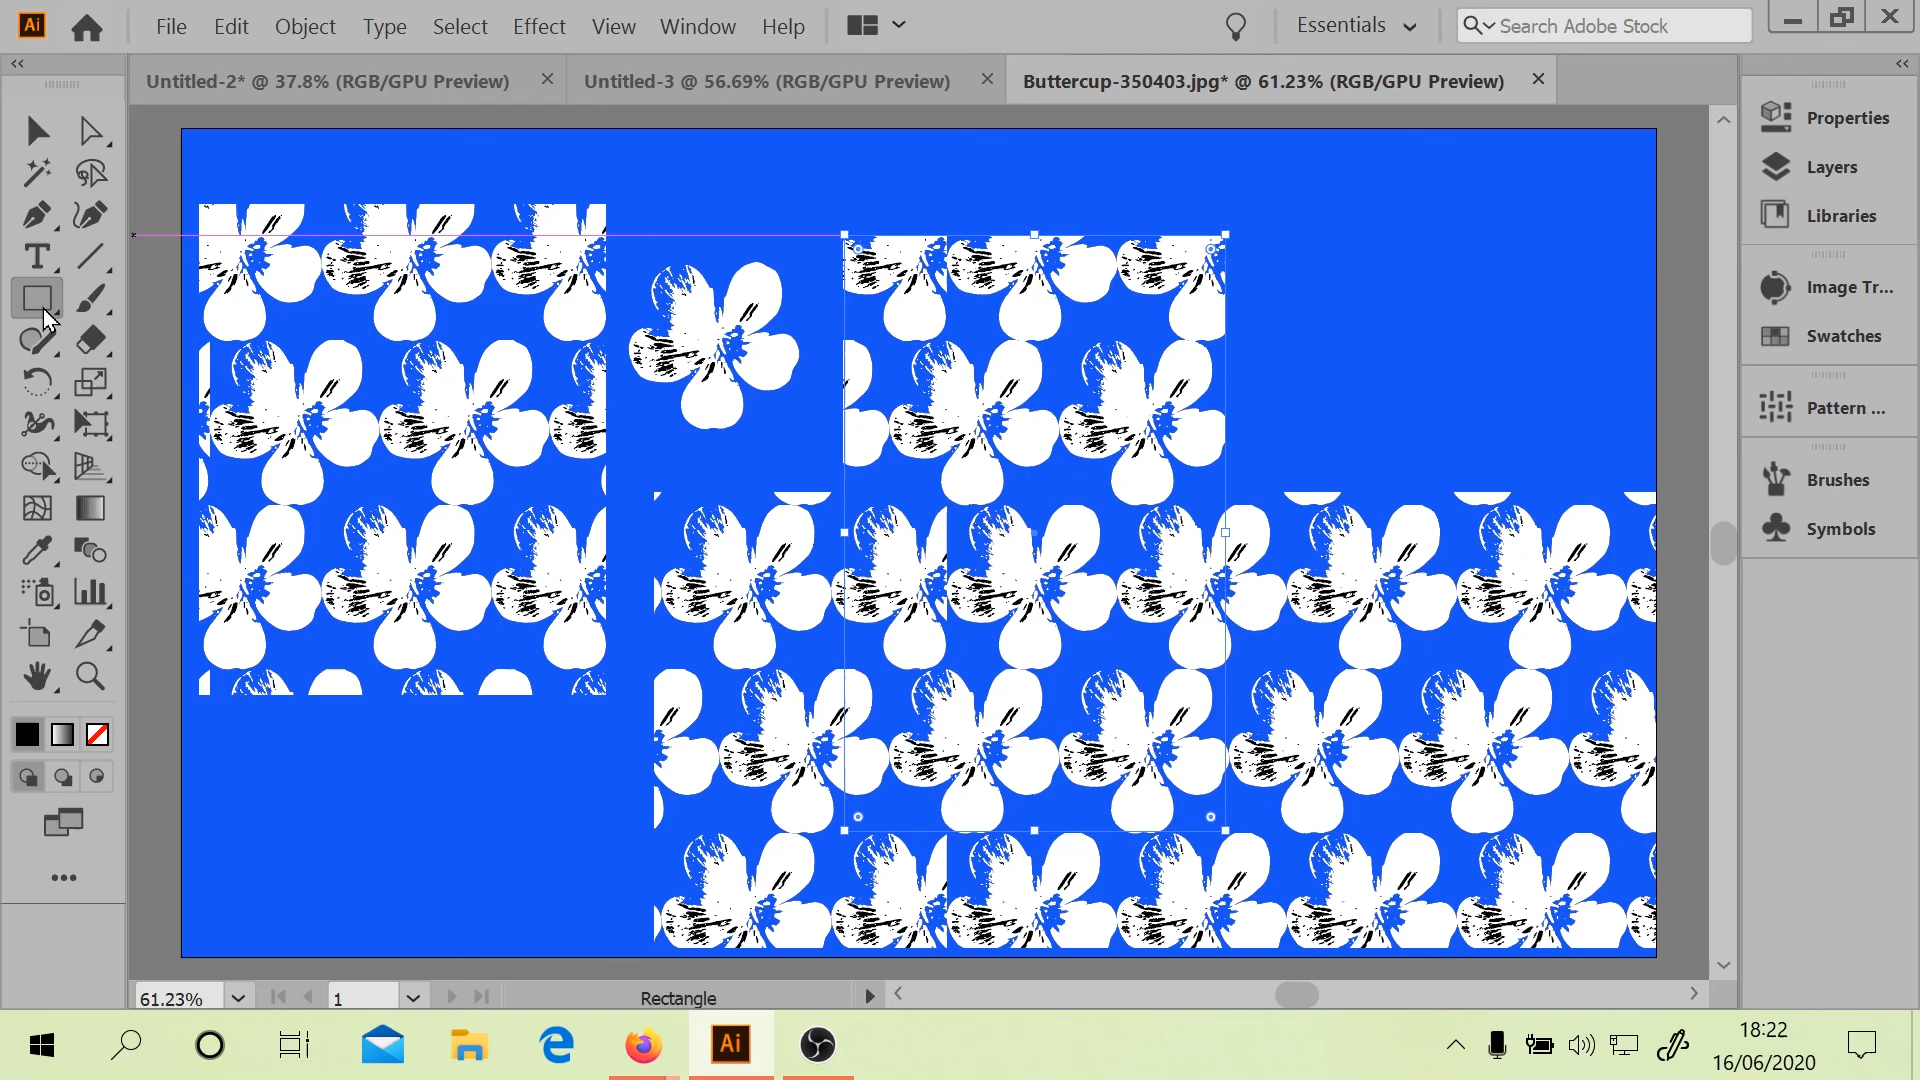 Ai File Edit Object Type Select Effect View Window Help Essentials Search Adobe Stock
Untitled-2* @ 37.8% (RGB/GPU Preview) Untitled-3 @ 56.69% (RGB/GPU Preview) Buttercup-350403.jpg* @ 61.23% (RGB/GPU Preview)
Properties
Layers
Libraries
Image Tr...
Swatches
Pattern ...
Brushes
Symbols
61.23% 1 Rectangle
Ai
18:22
16/06/2020